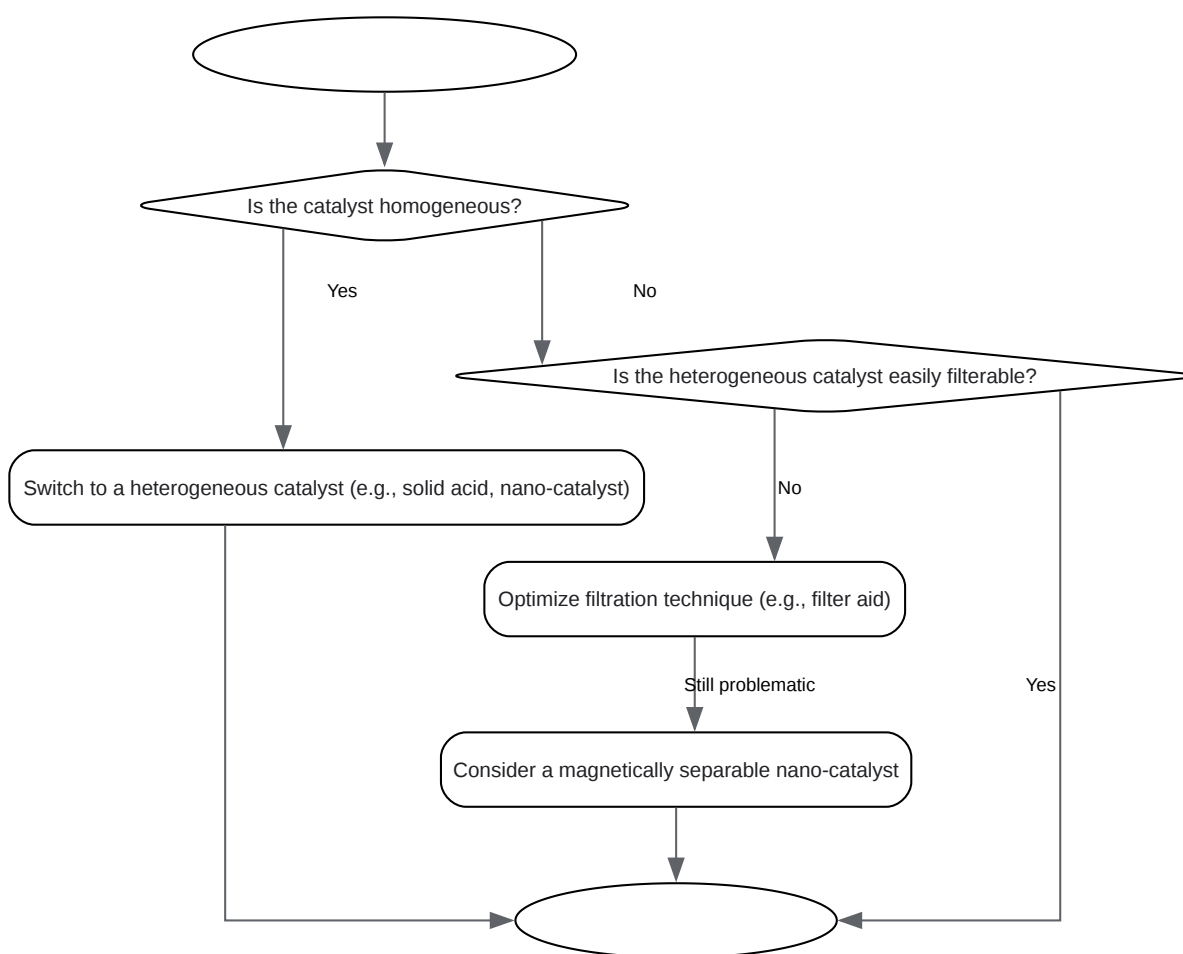 Is the catalyst homogeneous?
Yes
No
Is the heterogeneous catalyst easily filterable?
Switch to a heterogeneous catalyst (e.g., solid acid, nano-catalyst)
No
Optimize filtration technique (e.g., filter aid)
Still problematic
Yes
Consider a magnetically separable nano-catalyst